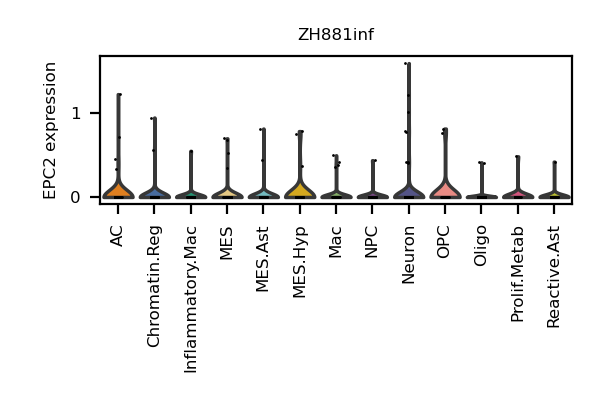 ZH881inf
EPC2 expression
1
0
AC
Chromatin.Reg
Inflammatory.Mac
MES
MES.Ast
MES.Hyp
Mac
NPC
Neuron
OPC
Oligo
Prolif.Metab
Reactive.Ast